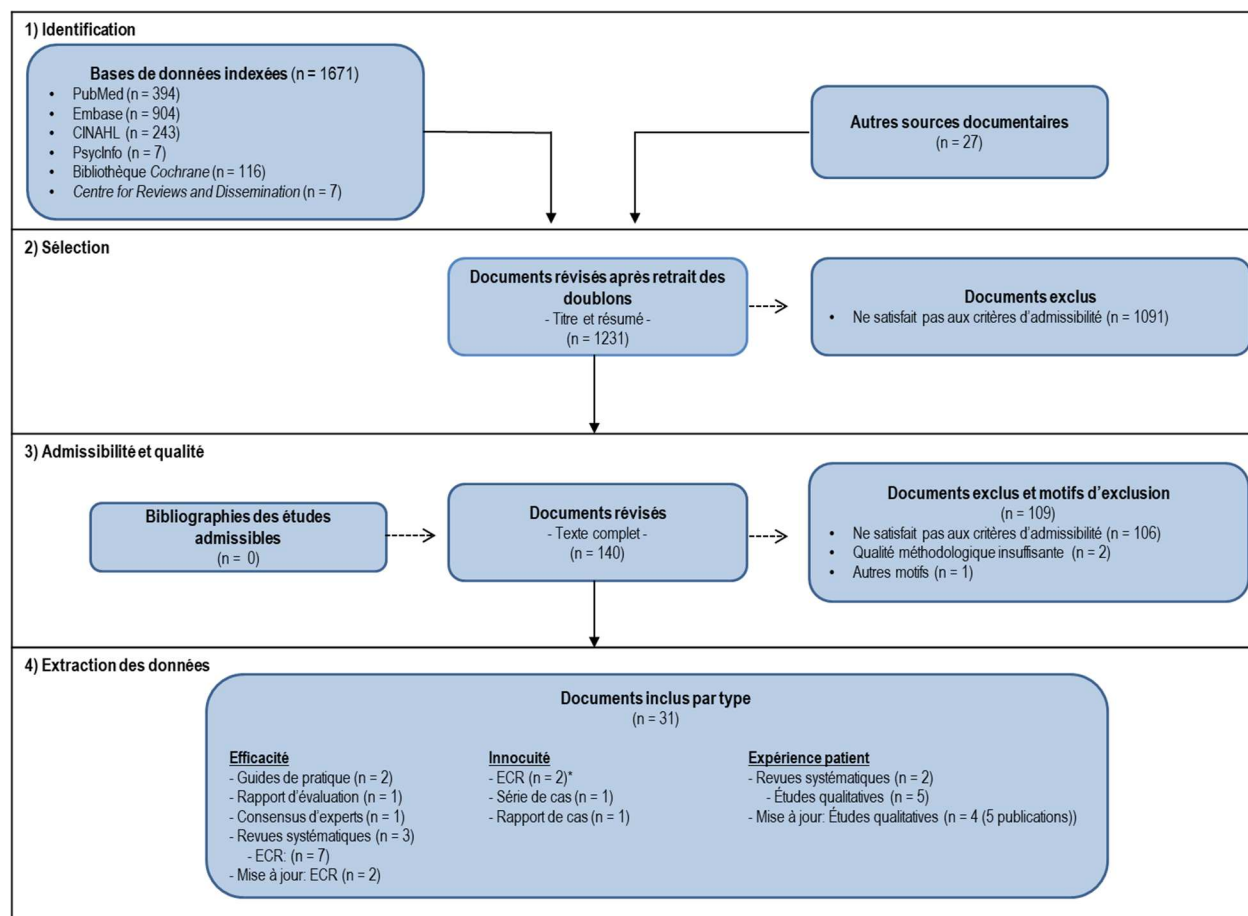 1) Identification
Bases de données indexées (n = 1671)
• PubMed (n = 394)
• Embase (n = 904)
• CINAHL (n = 243)
• PsycInfo (n = 7)
• Bibliothèque Cochrane (n = 116)
• Centre for Reviews and Dissemination (n = 7)
Autres sources documentaires
(n = 27)
2) Sélection
Documents révisés après retrait des
doublons
- Titre et résumé -
(n = 1231)
Documents exclus
• Ne satisfait pas aux critères d'admissibilité (n = 1091)
3) Admissibilité et qualité
Bibliographies des études
admissibles
(n = 0)
Documents révisés
- Texte complet -
(n = 140)
Documents exclus et motifs d'exclusion
(n = 109)
• Ne satisfait pas aux critères d'admissibilité (n = 106)
• Qualité méthodologique insuffisante (n = 2)
• Autres motifs (n = 1)
4) Extraction des données
Documents inclus par type
(n = 31)
Efficacité
- Guides de pratique (n = 2)
- Rapport d'évaluation (n = 1)
- Consensus d'experts (n = 1)
- Revues systématiques (n = 3)
- ECR: (n = 7)
- Mise à jour: ECR (n = 2)
Innocuité
- ECR (n = 2)*
- Série de cas (n = 1)
- Rapport de cas (n = 1)
Expérience patient
- Revues systématiques (n = 2)
- Études qualitatives (n = 5)
- Mise à jour: Études qualitatives (n = 4 (5 publications))